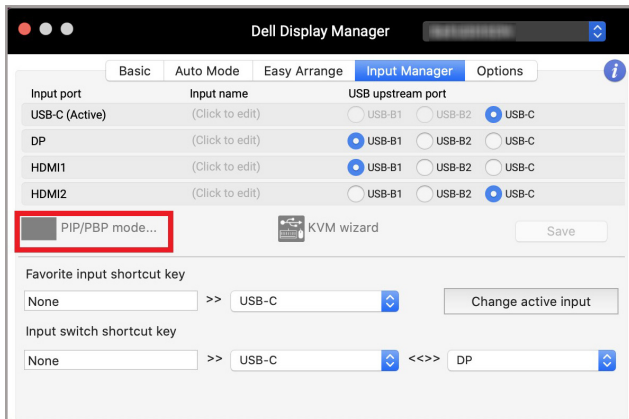 Dell Display Manager
Basic Auto Mode Easy Arrange Input Manager Options i
Input port Input name USB upstream port
USB-C (Active) (Click to edit) USB-B1 USB-B2 USB-C
DP (Click to edit) USB-B1 USB-B2 USB-C
HDMI1 (Click to edit) USB-B1 USB-B2 USB-C
HDMI2 (Click to edit) USB-B1 USB-B2 USB-C
PIP/PBP mode... KVM wizard Save
Favorite input shortcut key
None >> USB-C Change active input
Input switch shortcut key
None >> USB-C <<>> DP